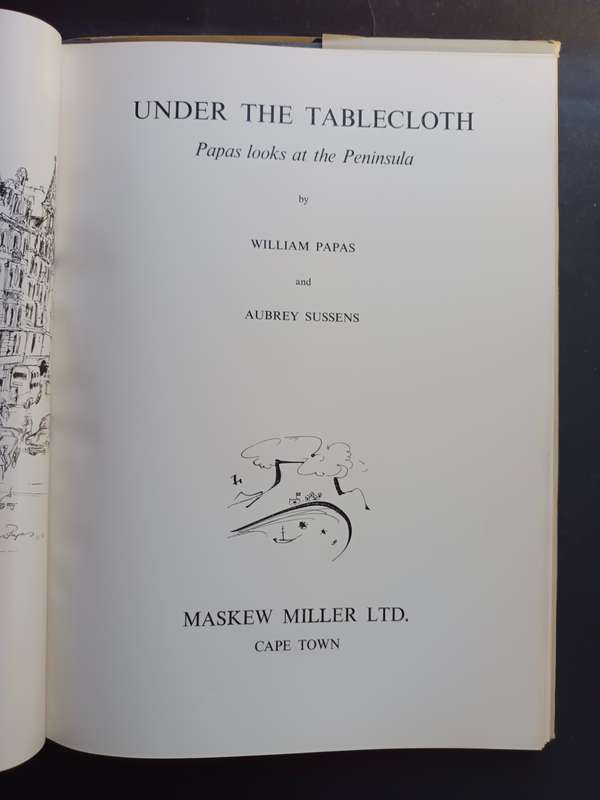 UNDER THE TABLECLOTH
Papas looks at the Peninsula
by
WILLIAM PAPAS
and
AUBREY SUSSENS
MASKEW MILLER LTD.
CAPE TOWN
Papas